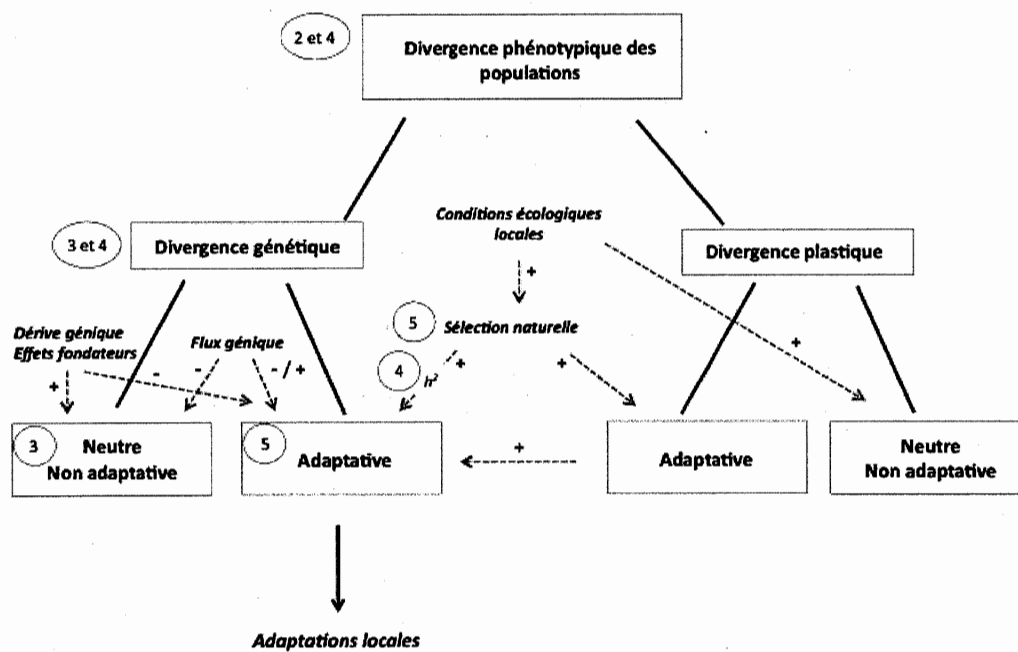 2 et 4
Divergence phénotypique des
populations
Conditions écologiques
locales
3 et 4
Divergence génétique
Divergence plastique
+
Dérive génique
Effets fondateurs
Flux génique
5
Sélection naturelle
+
+
-
-
- / +
4
h²
+
+
3
Neutre
Non adaptative
5
Adaptative
+
Adaptative
Neutre
Non adaptative
Adaptations locales